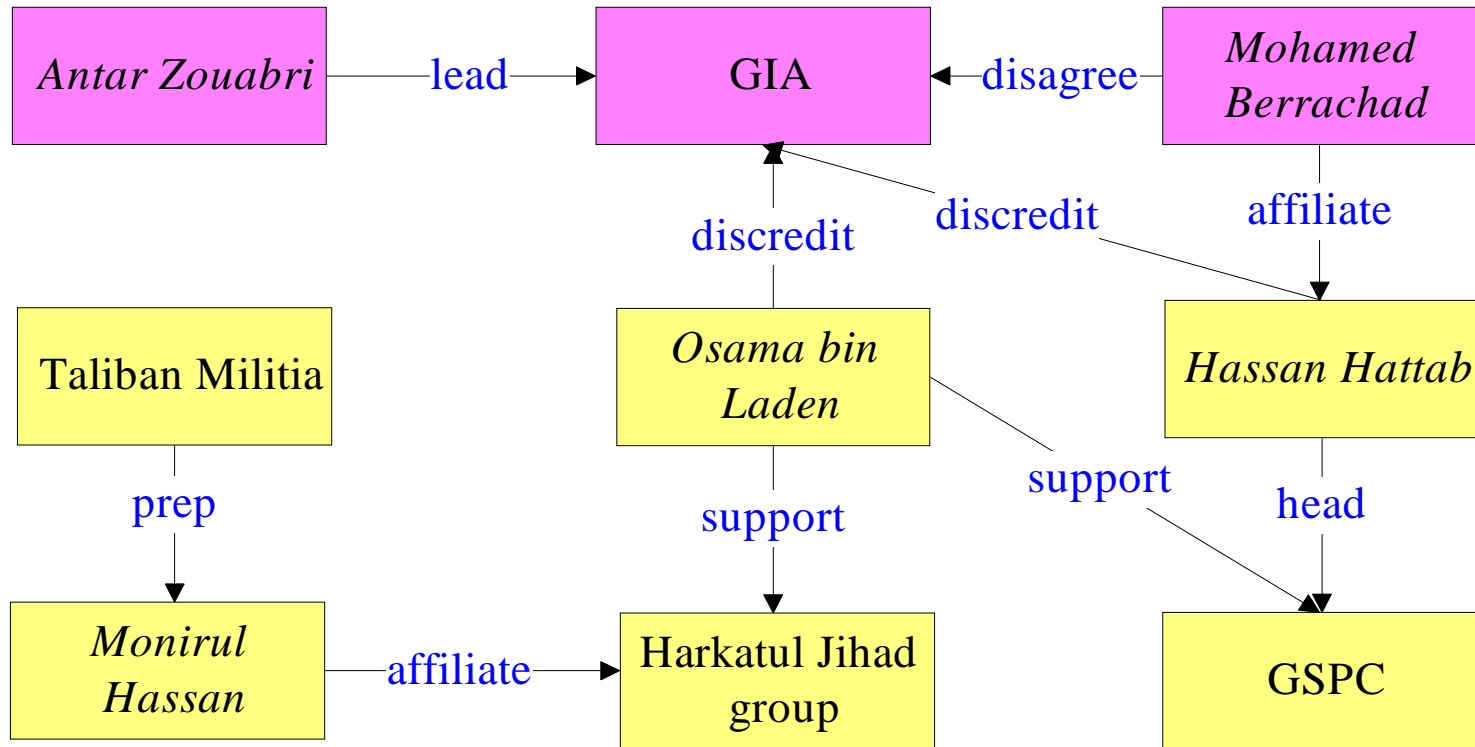 Antar Zouabri
lead
GIA
disagree
Mohamed
Berrachad
discredit
discredit
affiliate
Taliban Militia
Osama bin
Laden
Hassan Hattab
prep
support
support
head
Monirul
Hassan
affiliate
Harkatul Jihad
group
GSPC